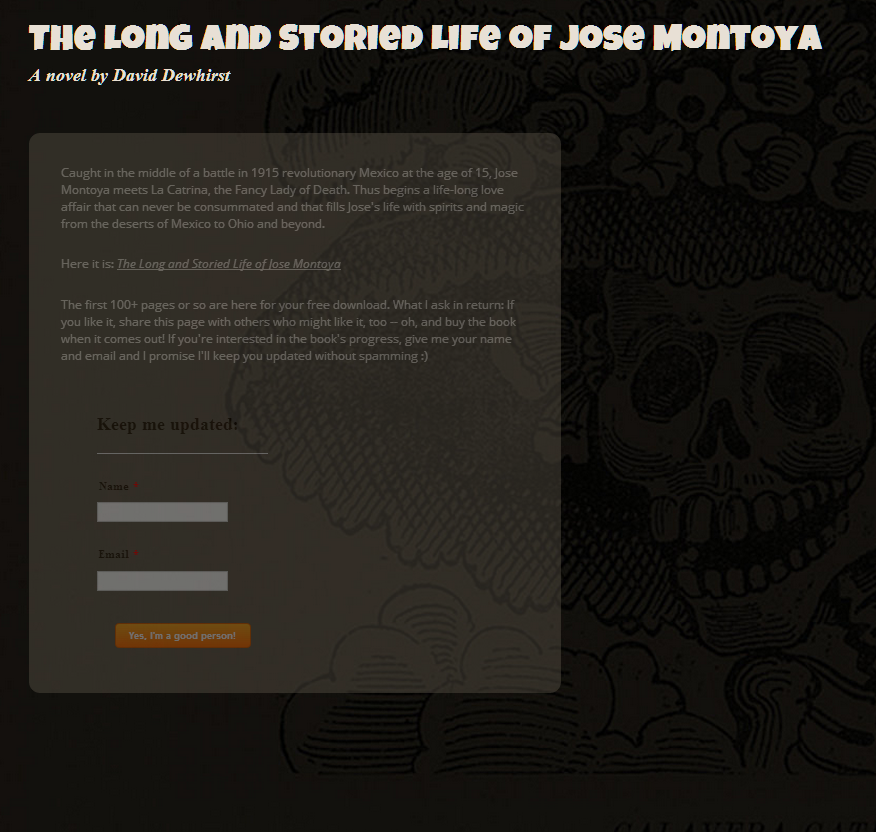 The Long and Storied Life of Jose Montoya
A novel by David Dewhirst
Caught in the middle of a battle in 1915 revolutionary Mexico at the age of 15, Jose
Montoya meets La Catrina, the Fancy Lady of Death. Thus begins a life-long love
affair that can never be consummated and that fills Jose's life with spirits and magic
from the deserts of Mexico to Ohio and beyond.
Here it is: The Long and Storied Life of Jose Montoya
The first 100+ pages or so are here for your free download. What I ask in return: If
you like it, share this page with others who might like it, too -- oh, and buy the book
when it comes out! If you're interested in the book's progress, give me your name
and email and I promise I'll keep you updated without spamming :)
Keep me updated:
Name *
Email *
Yes, I'm a good person!